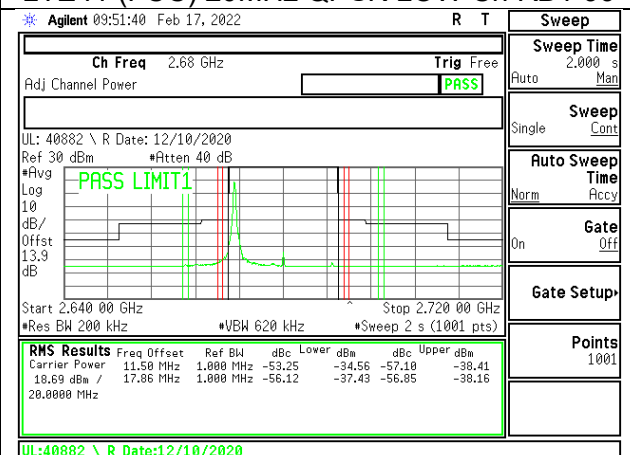 Agilent 09:51:40 Feb 17, 2022 R T
Sweep
Ch Freq 2.68 GHz Trig Free
Adj Channel Power PASS
Sweep Time
2.000 s
Auto Man
Sweep
Single Cont
Auto Sweep
Time
Norm Accy
Gate
On Off
Gate Setup
Points
1001
UL: 40882 \ R Date: 12/10/2020
Ref 30 dBm #Atten 40 dB
#Avg
Log
10
dB/
Offst
13.9
dB
PASS LIMIT1
Start 2.640 00 GHz Stop 2.720 00 GHz
#Res BW 200 kHz #VBW 620 kHz #Sweep 2 s (1001 pts)
RMS Results Freq Offset Ref BW dBc Lower dBm dBc Upper dBm
Carrier Power 11.50 MHz 1.000 MHz -53.25 -34.56 -57.10 -38.41
18.69 dBm / 17.86 MHz 1.000 MHz -56.12 -37.43 -56.85 -38.16
20.0000 MHz
UL:40882 \ R Date:12/10/2020